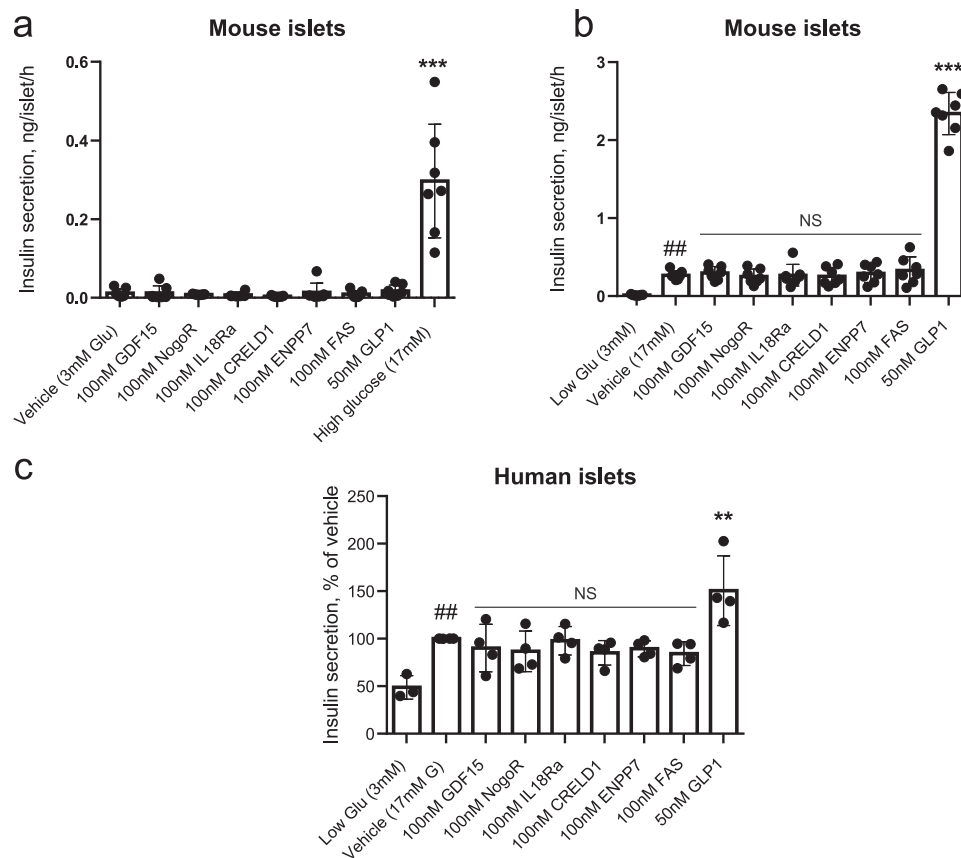 a
Mouse islets
***
Insulin secretion, ng/islet/h
0.6
0.4
0.2
0.0
Vehicle (3mM Glu)
100nM GDF15
100nM NogoR
100nM IL18Ra
100nM CRELD1
100nM ENPP7
100nM FAS
50nM GLP1
High glucose (17mM)
b
Mouse islets
***
NS
##
Insulin secretion, ng/islet/h
3
2
1
0
Low Glu (3mM)
Vehicle (17mM)
100nM GDF15
100nM NogoR
100nM IL18Ra
100nM CRELD1
100nM ENPP7
100nM FAS
50nM GLP1
c
Human islets
**
NS
##
Insulin secretion, % of vehicle
250
200
150
100
50
0
Low Glu (3mM)
Vehicle (17mM G)
100nM GDF15
100nM NogoR
100nM IL18Ra
100nM CRELD1
100nM ENPP7
100nM FAS
50nM GLP1